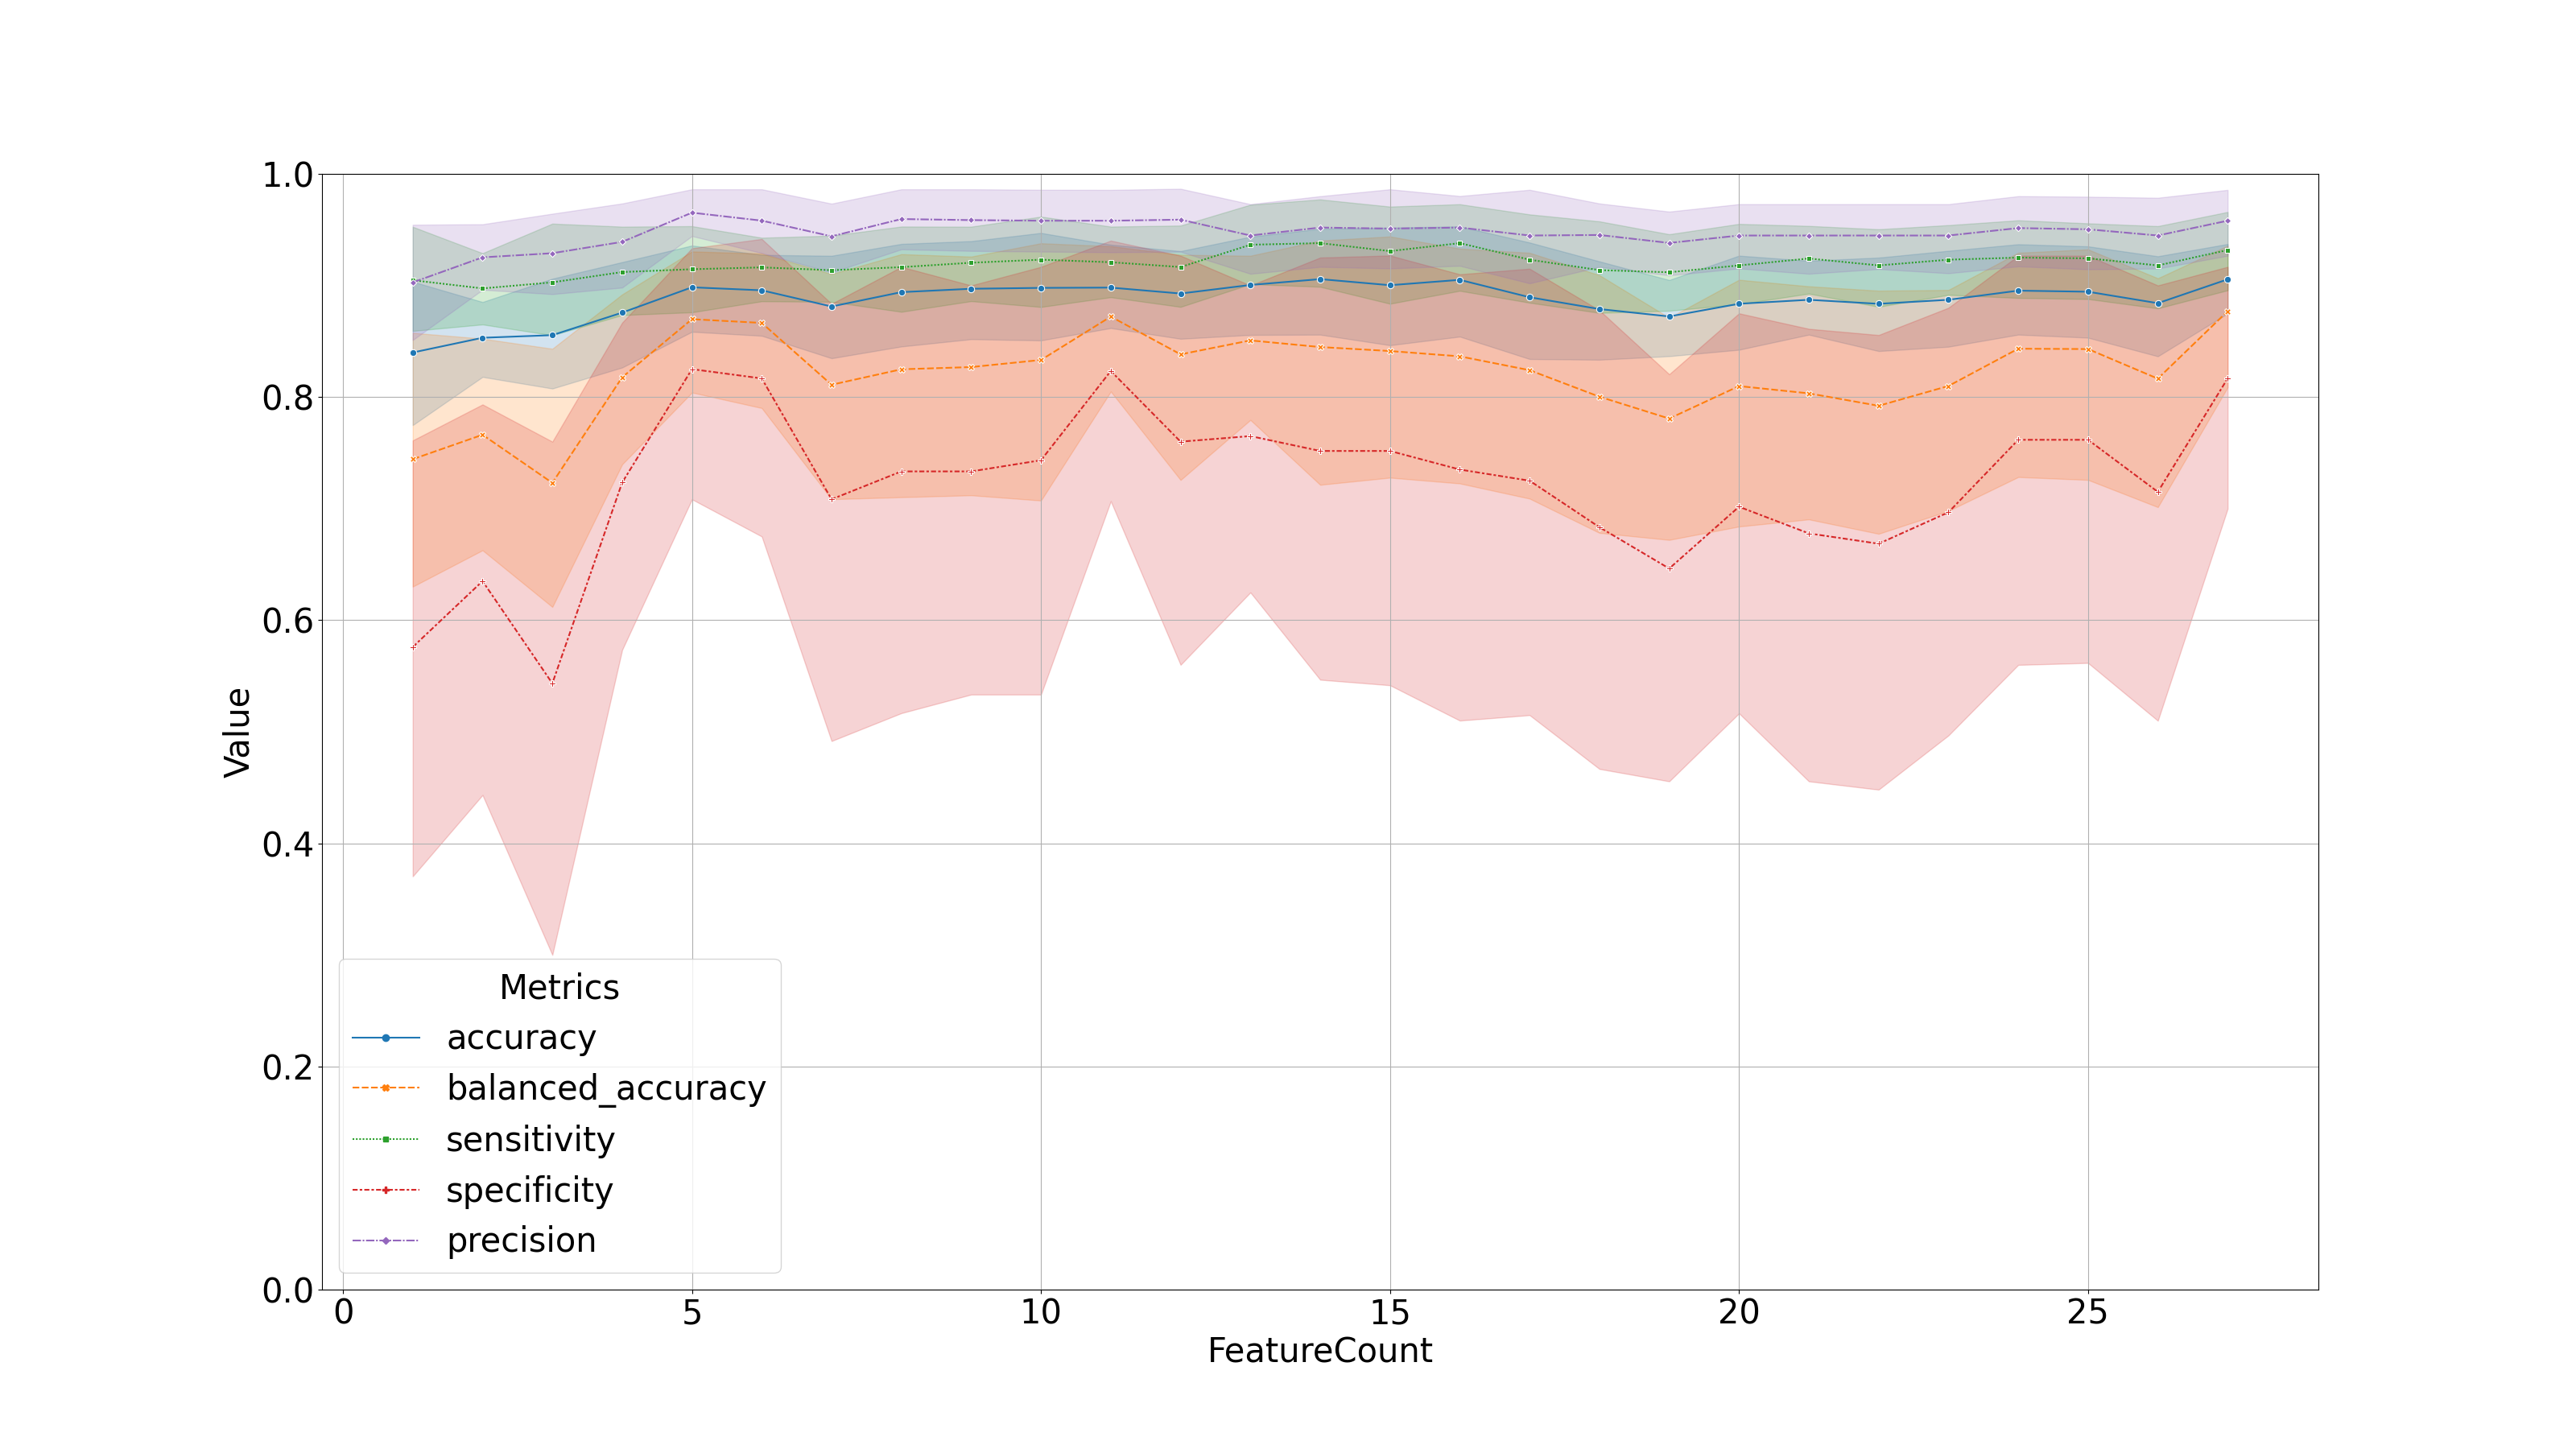 1.0
0.8
0.6
0.4
0.2
0.0
Value
Metrics
accuracy
balanced_accuracy
sensitivity
specificity
precision
0 5 10 15 20 25
FeatureCount